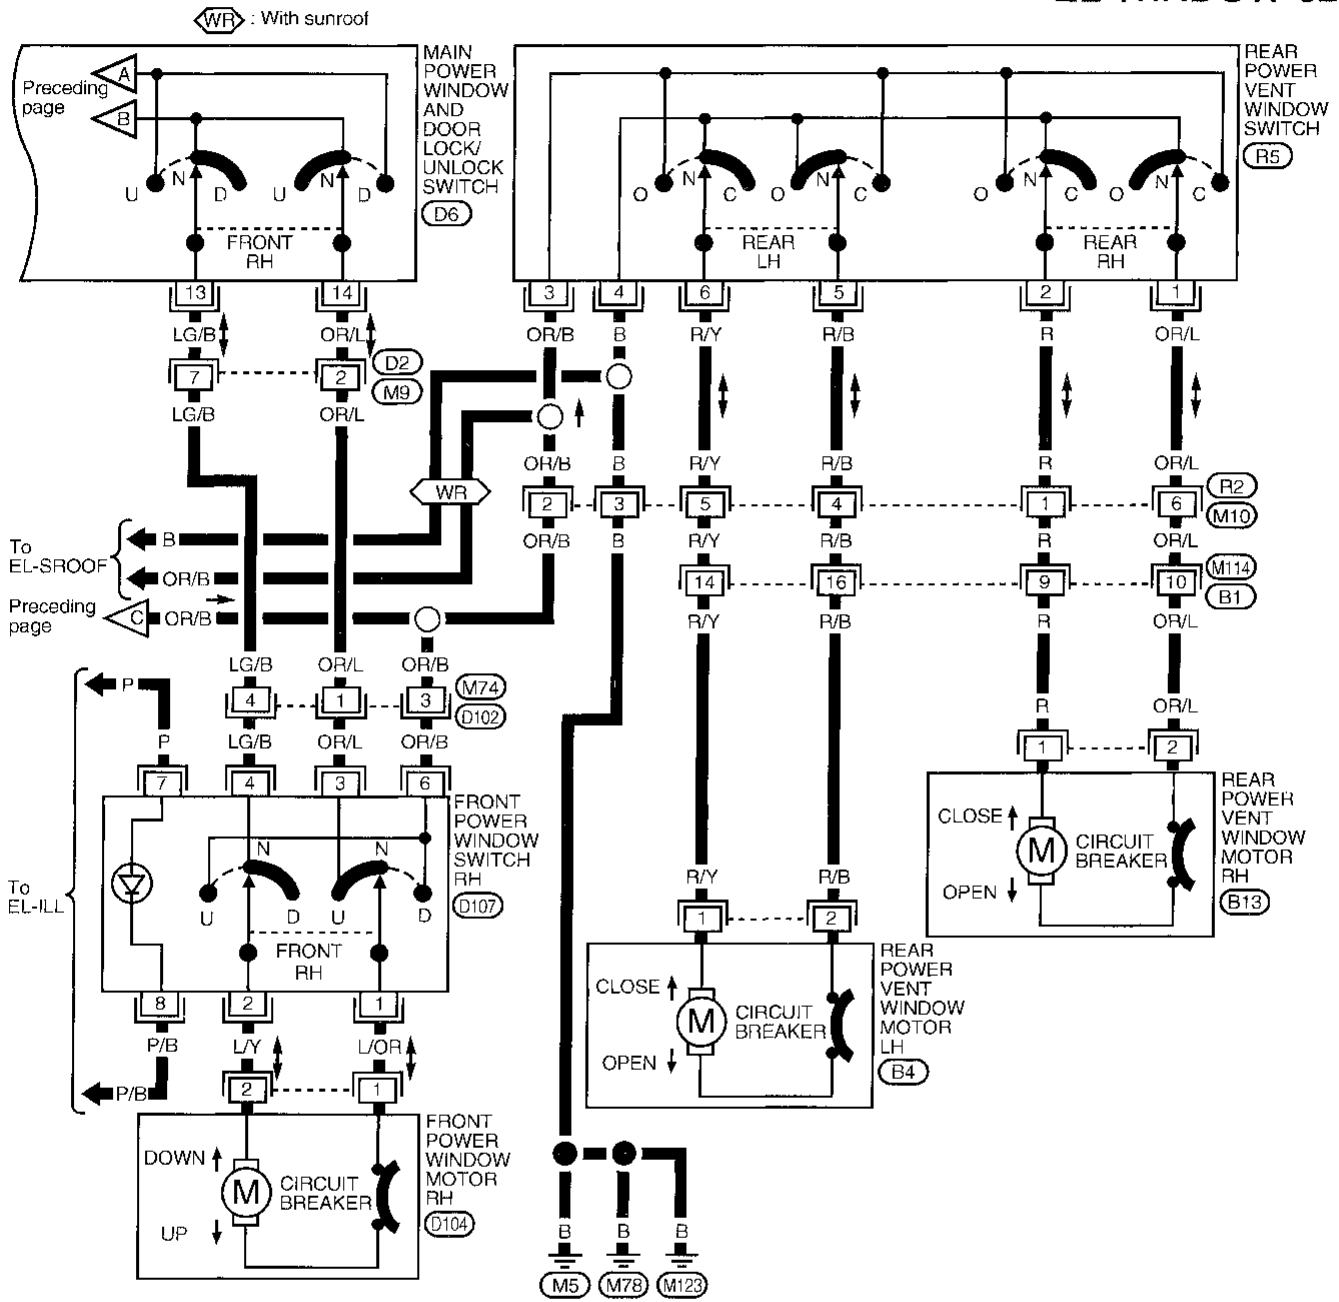 WR : With sunroof
Preceding
page
A
B
U N D U N D
FRONT
RH
MAIN
POWER
WINDOW
AND
DOOR
LOCK/
UNLOCK
SWITCH
D6
O N C O N C
REAR
LH
O N C O N C
REAR
RH
REAR
POWER
VENT
WINDOW
SWITCH
R5
13 14 3 4 6 5 2 1
LG/B OR/L OR/B B R/Y R/B R OR/L
7 2
D2
M9
LG/B OR/L
OR/B B R/Y R/B R OR/L
WR
2 3 5 4 1 6
R2
M10
OR/B B R/Y R/B R OR/L
To
EL-SROOF
B
OR/B
14 16 9 10
M114
B1
Preceding
page
C
OR/B
R/Y R/B R OR/L
LG/B OR/L OR/B
P
4 1 3
M74
D102
R OR/L
P LG/B OR/L OR/B
1 2
7 4 3 6
N N
U D U D
FRONT
RH
FRONT
POWER
WINDOW
SWITCH
RH
D107
To
EL-ILL
CLOSE
M
OPEN
CIRCUIT
BREAKER
REAR
POWER
VENT
WINDOW
MOTOR
RH
B13
R/Y R/B
1 2
CLOSE
M
OPEN
CIRCUIT
BREAKER
REAR
POWER
VENT
WINDOW
MOTOR
LH
B4
8 2 1
P/B L/Y L/OR
P/B
2 1
DOWN
M
UP
CIRCUIT
BREAKER
FRONT
POWER
WINDOW
MOTOR
RH
D104
B B B
M5 M78 M123